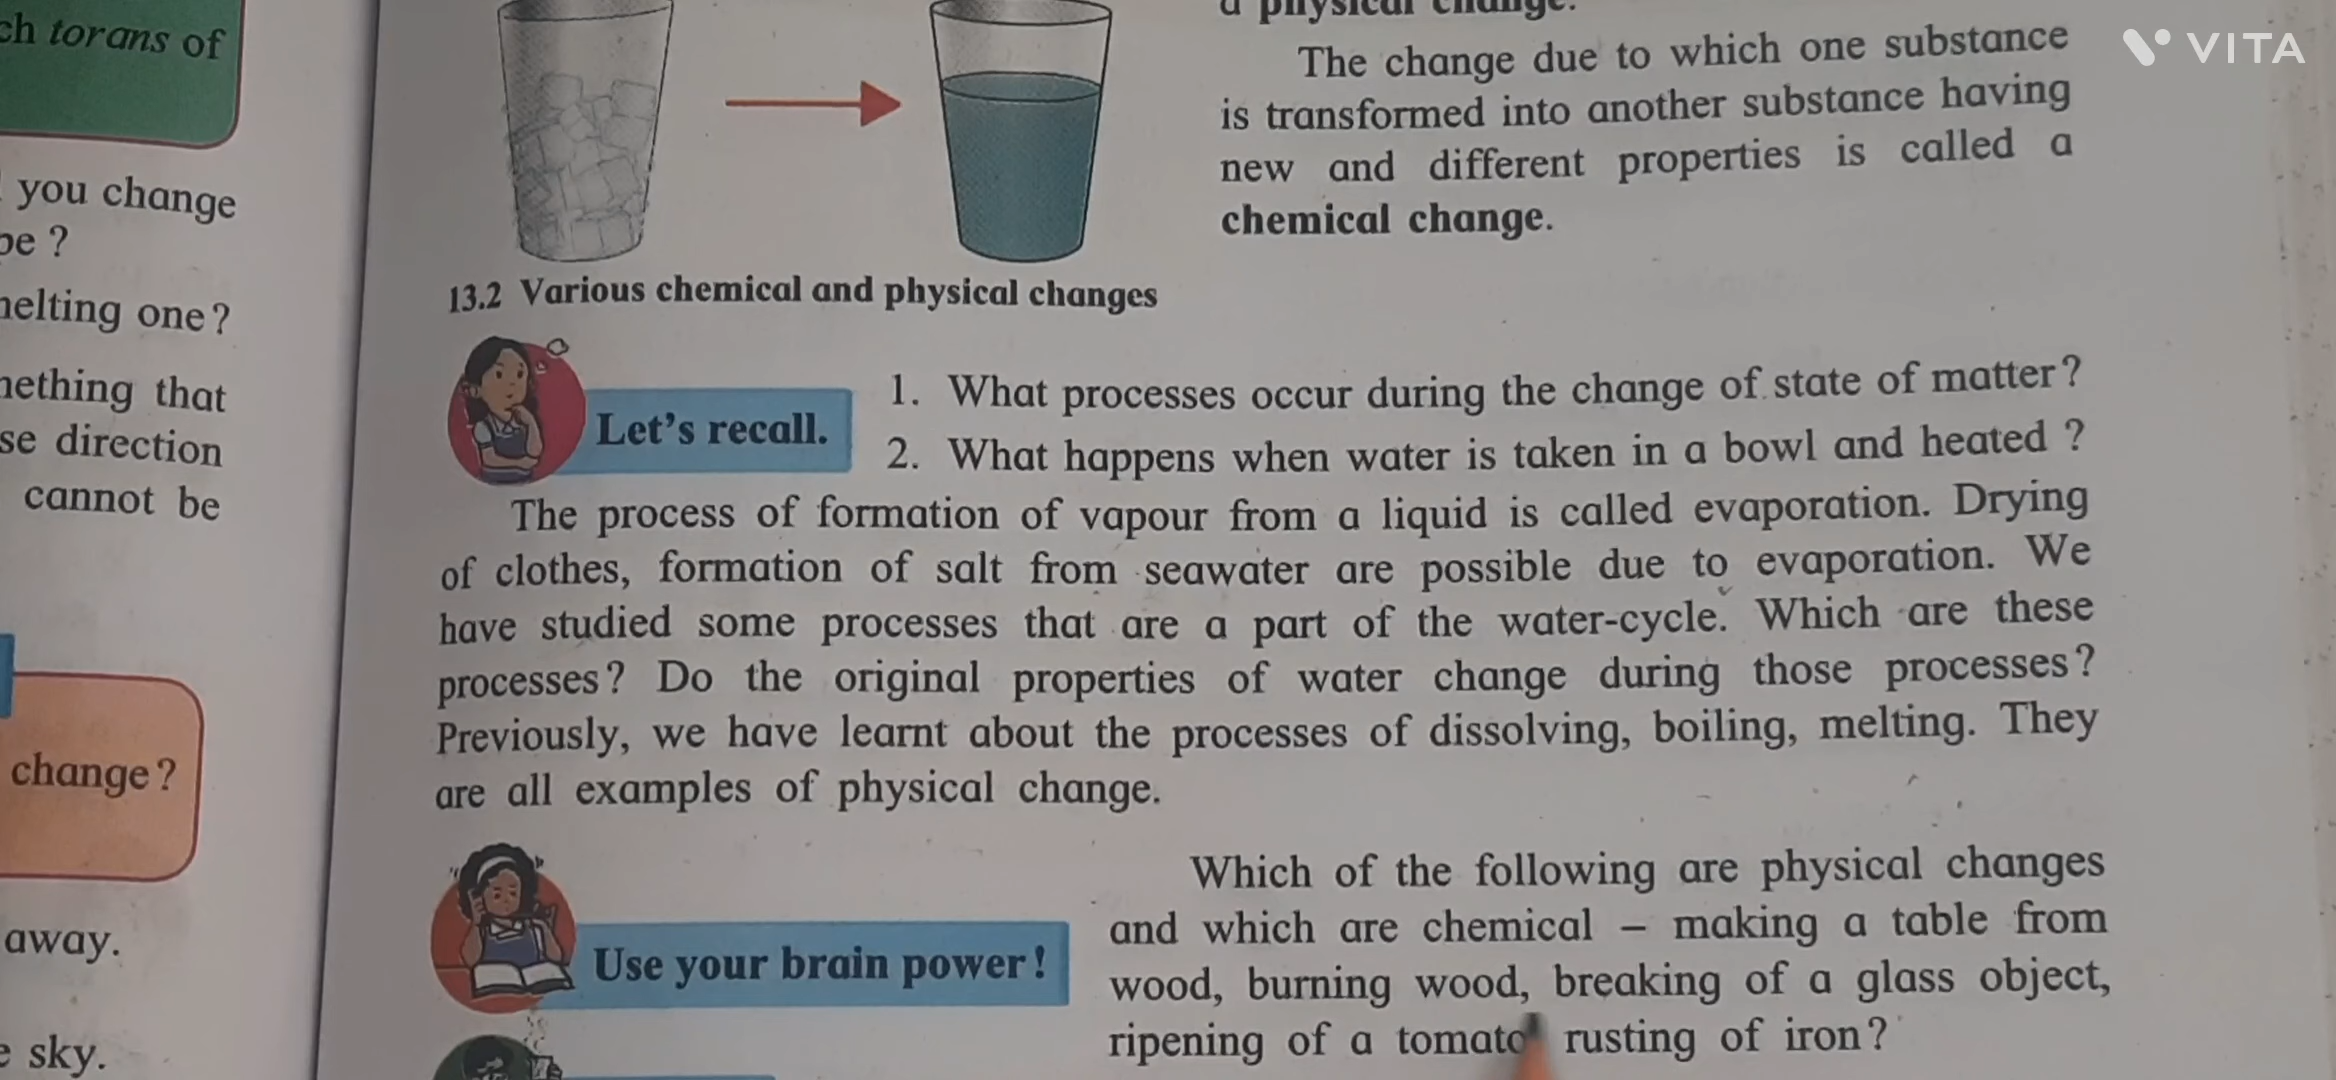 torans of
you change
?
one?
that
direction
cannot be
change?
away.
sky.
a physical change.
The change due to which one substance
is transformed into another substance having
new and different properties is called a
chemical change.
VITA
13.2 Various chemical and physical changes
Let's recall.
1. What processes occur during the change of state of matter?
2. What happens when water is taken in a bowl and heated ?
The process of formation of vapour from a liquid is called evaporation. Drying
of clothes, formation of salt from seawater are possible due to evaporation. We
have studied some processes that are a part of the water-cycle. Which are these
processes? Do the original properties of water change during those processes?
Previously, we have learnt about the processes of dissolving, boiling, melting. They
are all examples of physical change.
Use your brain power!
Which of the following are physical changes
and which are chemical – making a table from
wood, burning wood, breaking of a glass object,
ripening of a tomato rusting of iron?